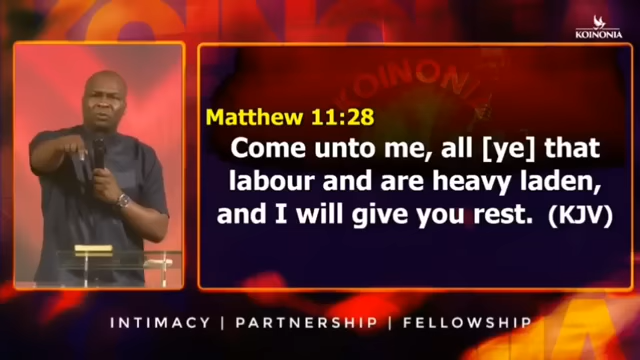 KOINONIA
KOINONIA
Matthew 11:28
Come unto me, all [ye] that
labour and are heavy laden,
and I will give you rest. (KJV)
INTIMACY | PARTNERSHIP | FELLOWSHIP